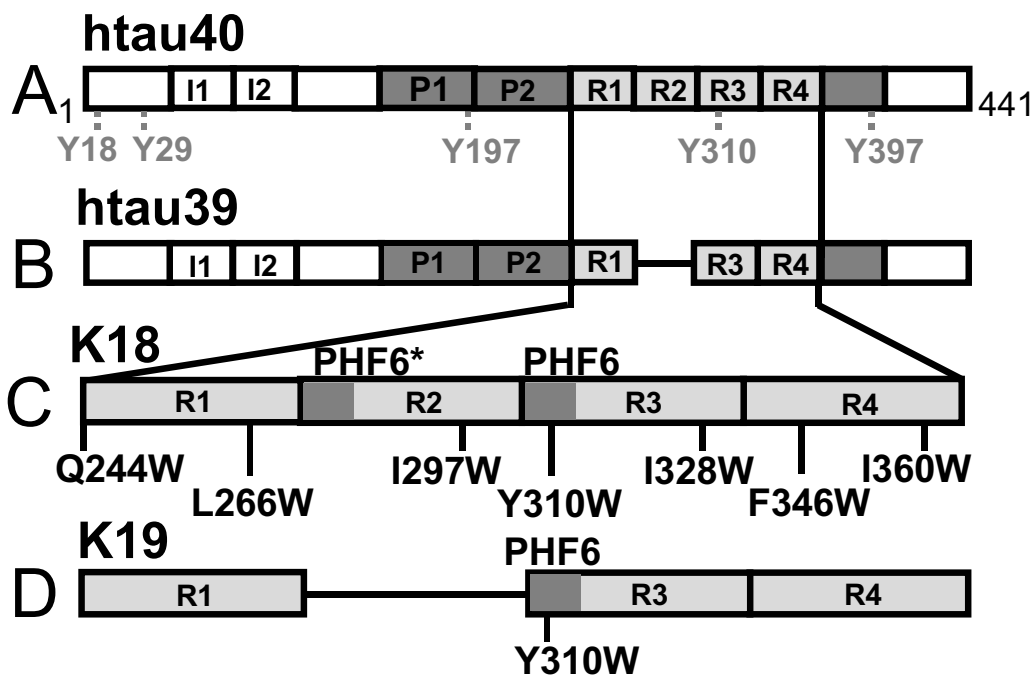 htau40
A 1 I1 I2 P1 P2 R1 R2 R3 R4 441
Y18 Y29 Y197 Y310 Y397
htau39
B I1 I2 P1 P2 R1 R3 R4
K18
PHF6* PHF6
C R1 R2 R3 R4
Q244W I297W I328W I360W
L266W Y310W F346W
K19
PHF6
D R1 R3 R4
Y310W